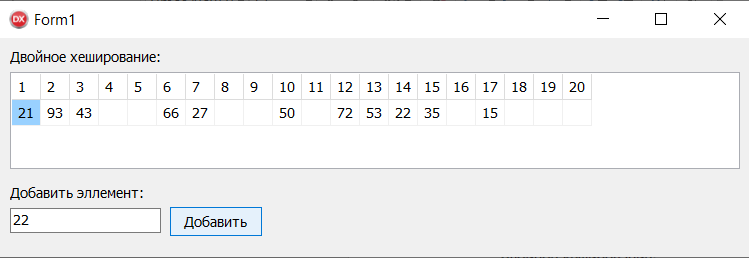 DX Form1
Двойное хеширование:
1 2 3 4 5 6 7 8 9 10 11 12 13 14 15 16 17 18 19 20
21 93 43 66 27 50 72 53 22 35 15
Добавить эллемент:
22 Добавить